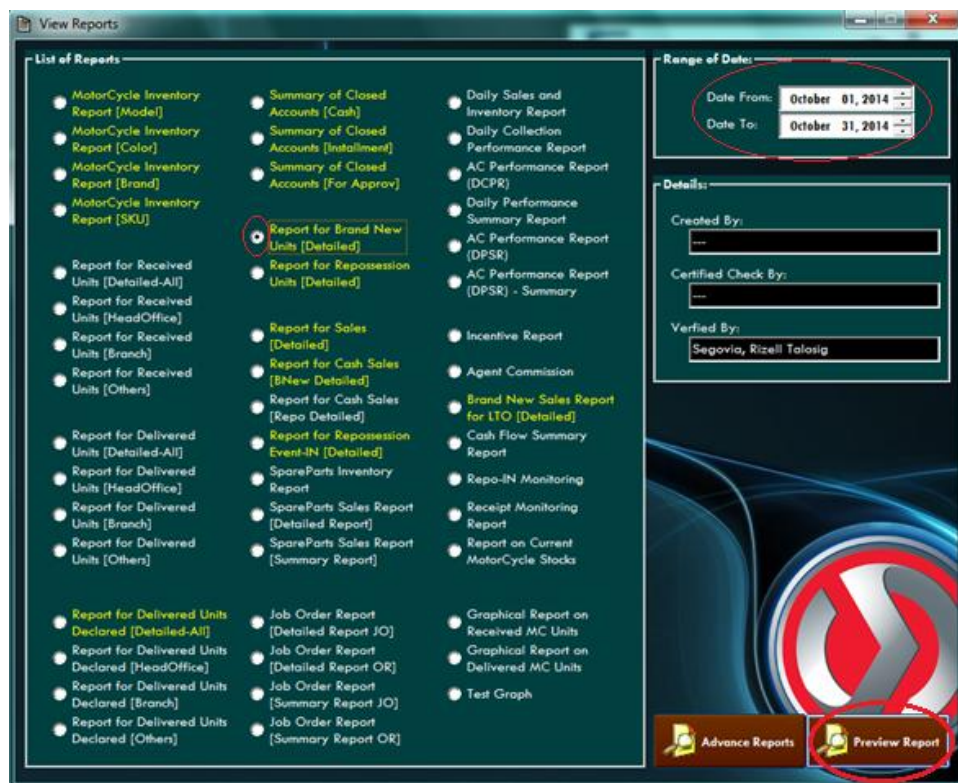 View Reports
List of Reports
MotorCycle Inventory
Report [Model]
MotorCycle Inventory
Report [Color]
MotorCycle Inventory
Report [Brand]
MotorCycle Inventory
Report [SKU]
Report for Received
Units [Detailed-All]
Report for Received
Units [HeadOffice]
Report for Received
Units [Branch]
Report for Received
Units [Others]
Report for Delivered
Units [Detailed-All]
Report for Delivered
Units [HeadOffice]
Report for Delivered
Units [Branch]
Report for Delivered
Units [Others]
Report for Delivered Units
Declared [Detailed-All]
Report for Delivered Units
Declared [HeadOffice]
Report for Delivered Units
Declared [Branch]
Report for Delivered Units
Declared [Others]
Summary of Closed
Accounts [Cash]
Summary of Closed
Accounts [Installment]
Summary of Closed
Accounts [For Approv]
Report for Brand New
Units [Detailed]
Report for Repossession
Units [Detailed]
Report for Sales
[Detailed]
Report for Cash Sales
[BNew Detailed]
Report for Cash Sales
[Repo Detailed]
Report for Repossession
Event-IN [Detailed]
SpareParts Inventory
Report
SpareParts Sales Report
[Detailed Report]
SpareParts Sales Report
[Summary Report]
Job Order Report
[Detailed Report JO]
Job Order Report
[Detailed Report OR]
Job Order Report
[Summary Report JO]
Job Order Report
[Summary Report OR]
Daily Sales and
Inventory Report
Daily Collection
Performance Report
AC Performance Report
(DCPR)
Daily Performance
Summary Report
AC Performance Report
(DPSR)
AC Performance Report
(DPSR) - Summary
Incentive Report
Agent Commission
Brand New Sales Report
for LTO [Detailed]
Cash Flow Summary
Report
Repo-IN Monitoring
Receipt Monitoring
Report
Report on Current
MotorCycle Stocks
Graphical Report on
Received MC Units
Graphical Report on
Delivered MC Units
Test Graph
Range of Date:
Date From: October 01, 2014
Date To: October 31, 2014
Details:
Created By:
---
Certified Check By:
---
Verfied By:
Segovia, Rizell Talosig
Advance Reports
Preview Report